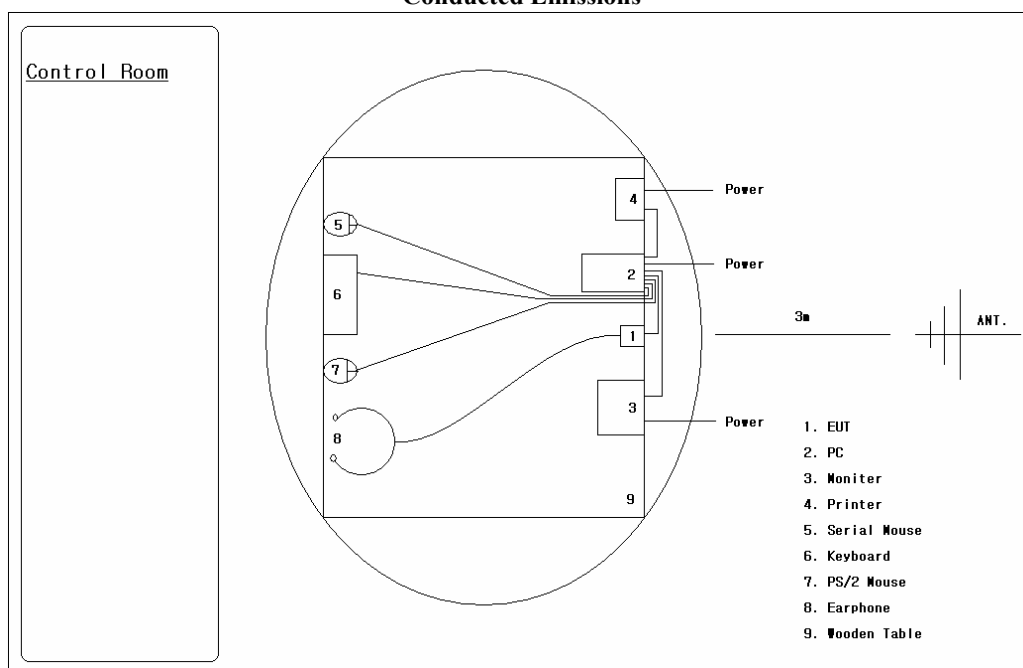 Conducted Emissions
Control Room
4
Power
5
2
Power
6
3m
ANT.
1
7
3
Power
8
9
1. EUT
2. PC
3. Moniter
4. Printer
5. Serial Mouse
6. Keyboard
7. PS/2 Mouse
8. Earphone
9. Wooden Table